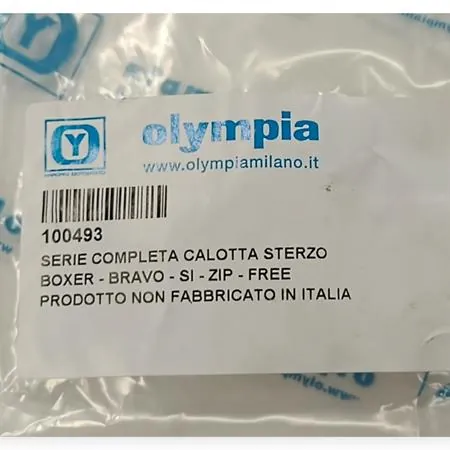 olympia
www.olympiamilano.it
100493
SERIE COMPLETA CALOTTA STERZO
BOXER - BRAVO - SI - ZIP - FREE
PRODOTTO NON FABBRICATO IN ITALIA